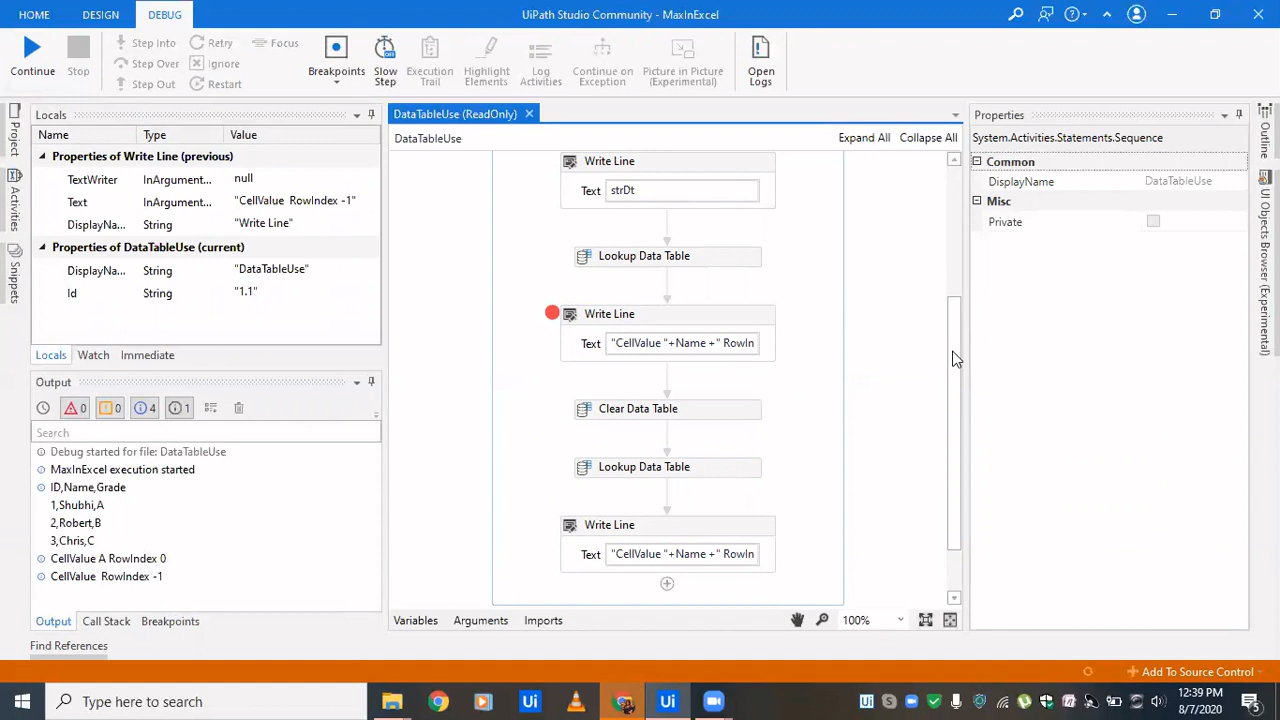 HOME
DESIGN
DEBUG
UiPath Studio Community - MaxInExcel
Continue
Stop
Step Into
Step Over
Step Out
Retry
Ignore
Restart
Focus
Breakpoints
Slow
Step
Execution
Trail
Highlight
Elements
Log
Activities
Continue on
Exception
Picture in Picture
(Experimental)
Open
Logs
Project
Activities
Snippets
Locals
Name Type Value
Properties of Write Line (previous)
TextWriter InArgument... null
Text InArgument... "CellValue RowIndex -1"
DisplayNa... String "Write Line"
Properties of DataTableUse (current)
DisplayNa... String "DataTableUse"
Id String "1.1"
Locals Watch Immediate
Output
0 0 4 1
Search
Debug started for file: DataTableUse
MaxInExcel execution started
ID,Name,Grade
1,Shubhi,A
2,Robert,B
3,Chris,C
CellValue A RowIndex 0
CellValue RowIndex -1
Output Call Stack Breakpoints
Find References
DataTableUse (ReadOnly)
DataTableUse
Expand All Collapse All
Write Line
Text strDt
Lookup Data Table
Write Line
Text "CellValue "+Name +" RowIn
Clear Data Table
Lookup Data Table
Write Line
Text "CellValue "+Name +" RowIn
Variables Arguments Imports
100%
Properties
System.Activities.Statements.Sequence
Common
DisplayName DataTableUse
Misc
Private
Outline
UI Objects Browser (Experimental)
Add To Source Control
Type here to search
12:39 PM
8/7/2020
5